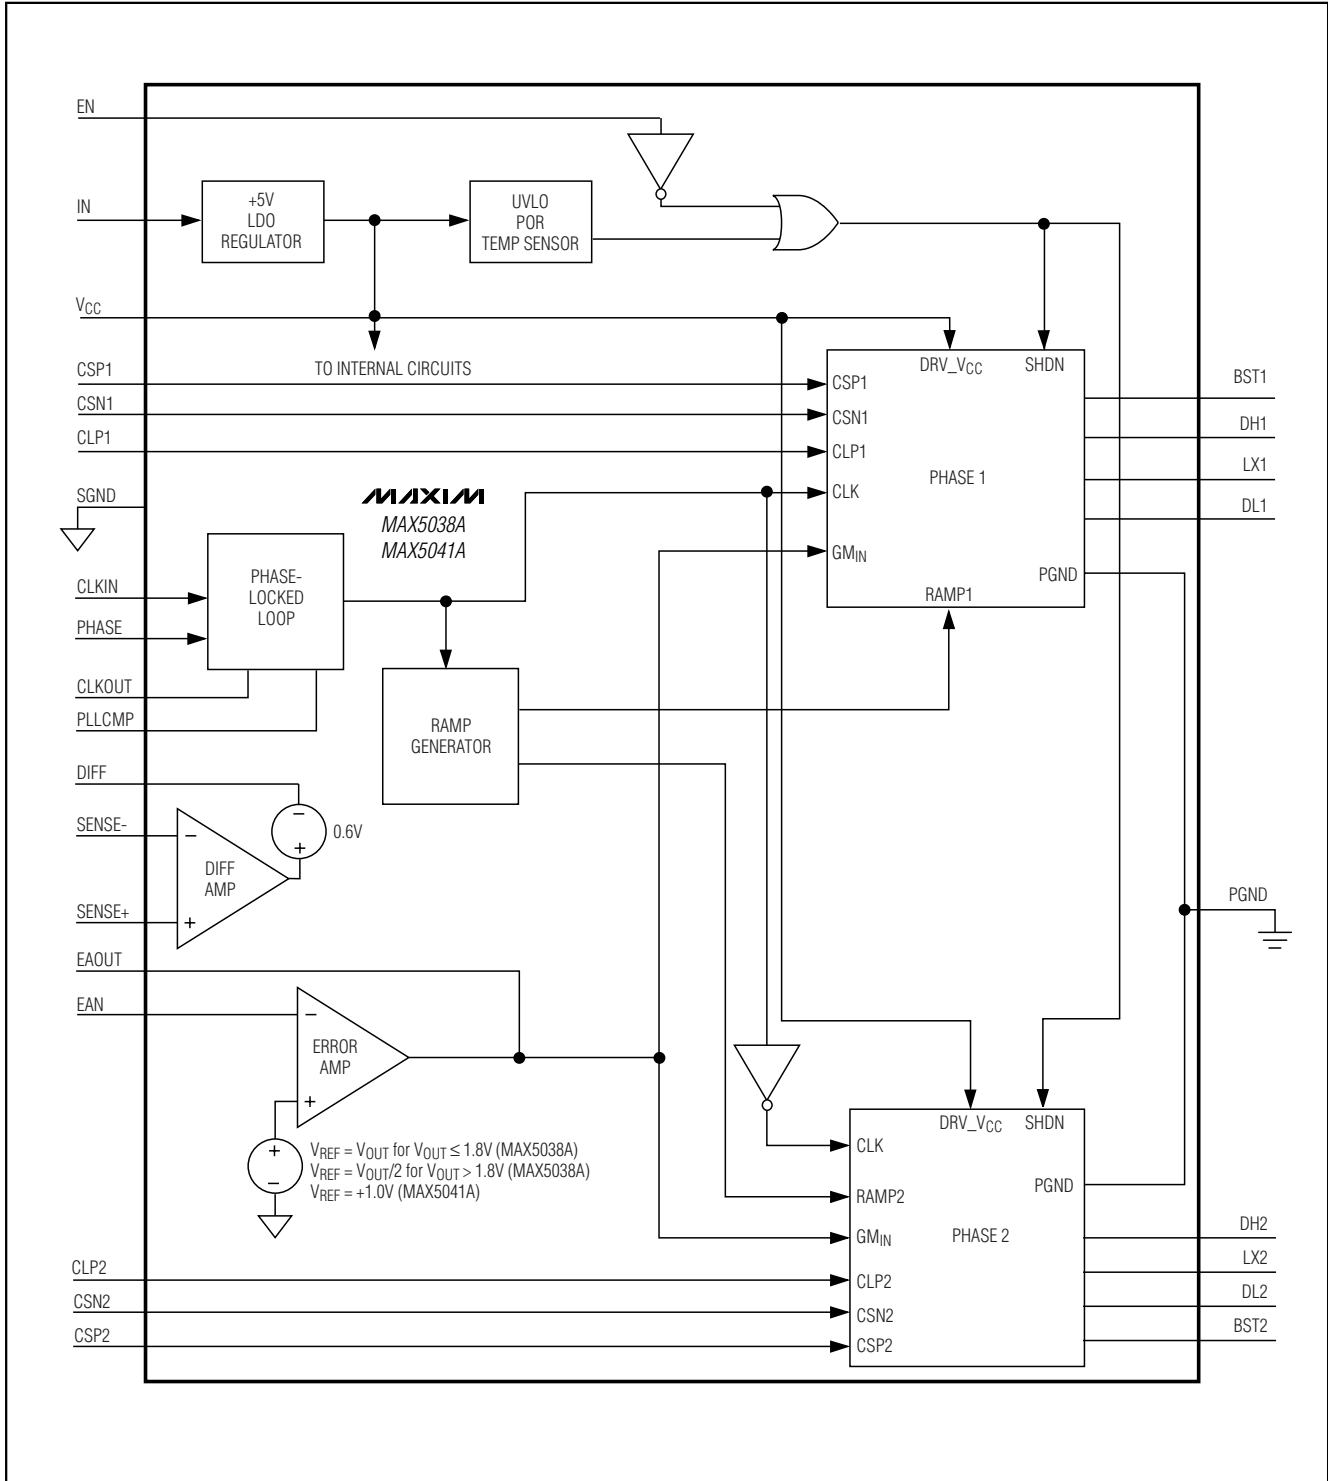 EN
IN
+5V
LDO
REGULATOR
UVLO
POR
TEMP SENSOR
VCC
TO INTERNAL CIRCUITS
DRV_VCC
SHDN
CSP1
CSP1
BST1
CSN1
CSN1
DH1
CLP1
CLP1
LX1
PHASE 1
SGND
MAXIM
MAX5038A
MAX5041A
CLK
DL1
GMIN
PGND
RAMP1
CLKIN
PHASE
CLKOUT
PLLCMP
PHASE-
LOCKED
LOOP
RAMP
GENERATOR
DIFF
−
+
0.6V
SENSE-
−
DIFF
AMP
SENSE+
+
PGND
EAOUT
EAN
−
ERROR
AMP
+
+
−
VREF = VOUT for VOUT ≤ 1.8V (MAX5038A)
VREF = VOUT/2 for VOUT > 1.8V (MAX5038A)
VREF = +1.0V (MAX5041A)
DRV_VCC
SHDN
CLK
PGND
RAMP2
GMIN
PHASE 2
DH2
CLP2
CLP2
LX2
CSN2
CSN2
DL2
CSP2
CSP2
BST2